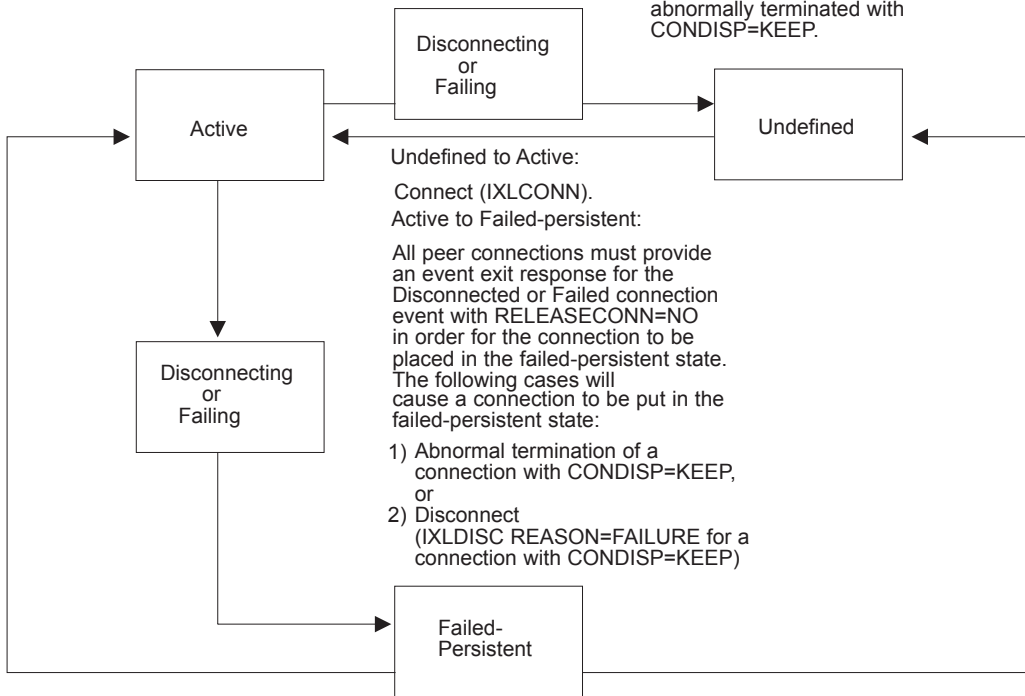 abnormally terminated with
CONDISP=KEEP.
Disconnecting
or
Failing
Active
Undefined
Undefined to Active:
Connect (IXLCONN).
Active to Failed-persistent:
All peer connections must provide
an event exit response for the
Disconnected or Failed connection
event with RELEASECONN=NO
in order for the connection to be
placed in the failed-persistent state.
The following cases will
cause a connection to be put in the
failed-persistent state:
1) Abnormal termination of a
connection with CONDISP=KEEP,
or
2) Disconnect
(IXLDISC REASON=FAILURE for a
connection with CONDISP=KEEP)
Disconnecting
or
Failing
Failed-
Persistent